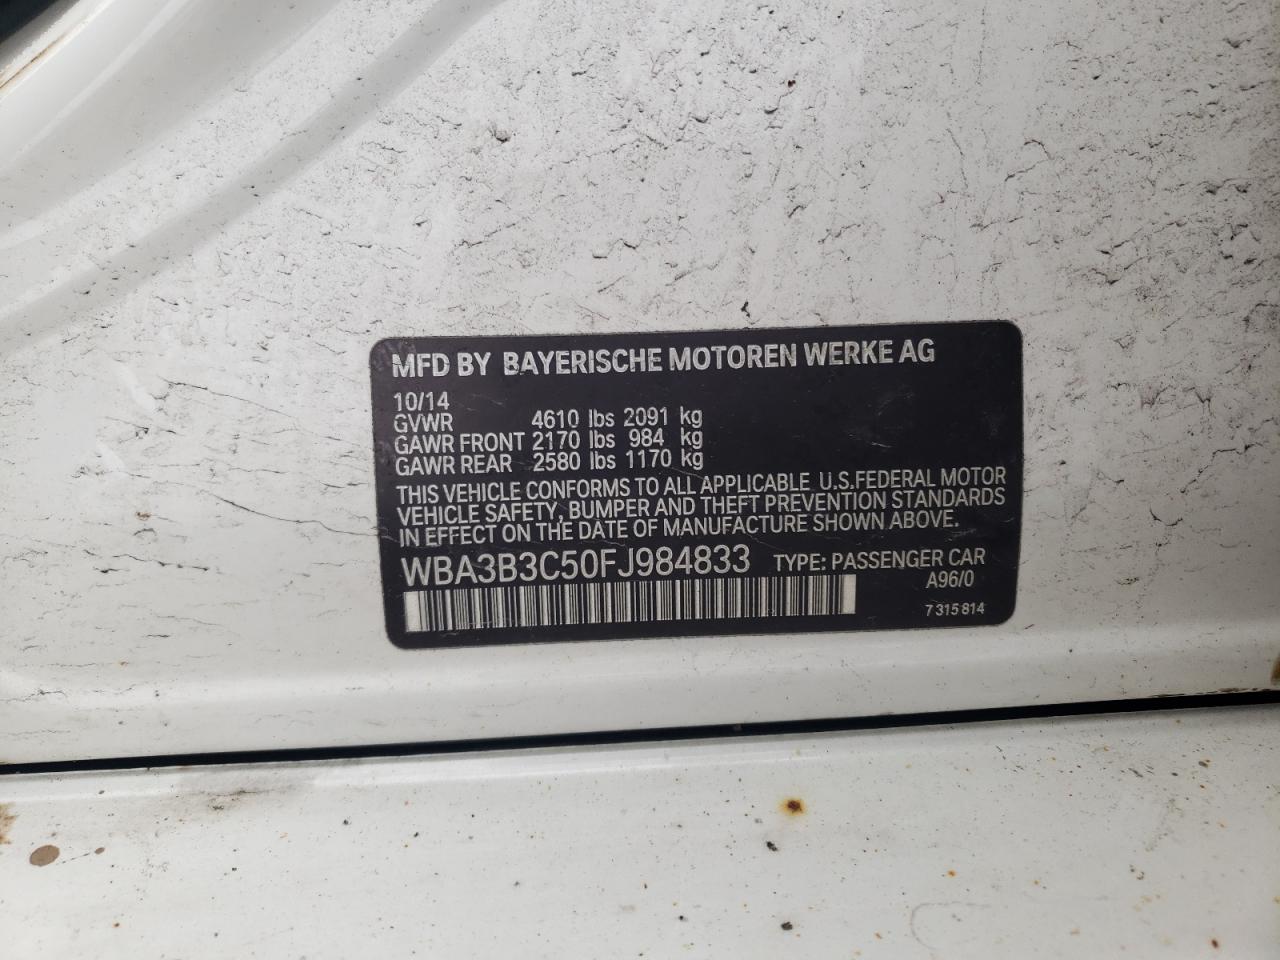 MFD BY BAYERISCHE MOTOREN WERKE AG
10/14
GVWR 4610 lbs 2091 kg
GAWR FRONT 2170 lbs 984 kg
GAWR REAR 2580 lbs 1170 kg
THIS VEHICLE CONFORMS TO ALL APPLICABLE U.S.FEDERAL MOTOR
VEHICLE SAFETY, BUMPER AND THEFT PREVENTION STANDARDS
IN EFFECT ON THE DATE OF MANUFACTURE SHOWN ABOVE.
WBA3B3C50FJ984833 TYPE: PASSENGER CAR
A96/0
7 315 814